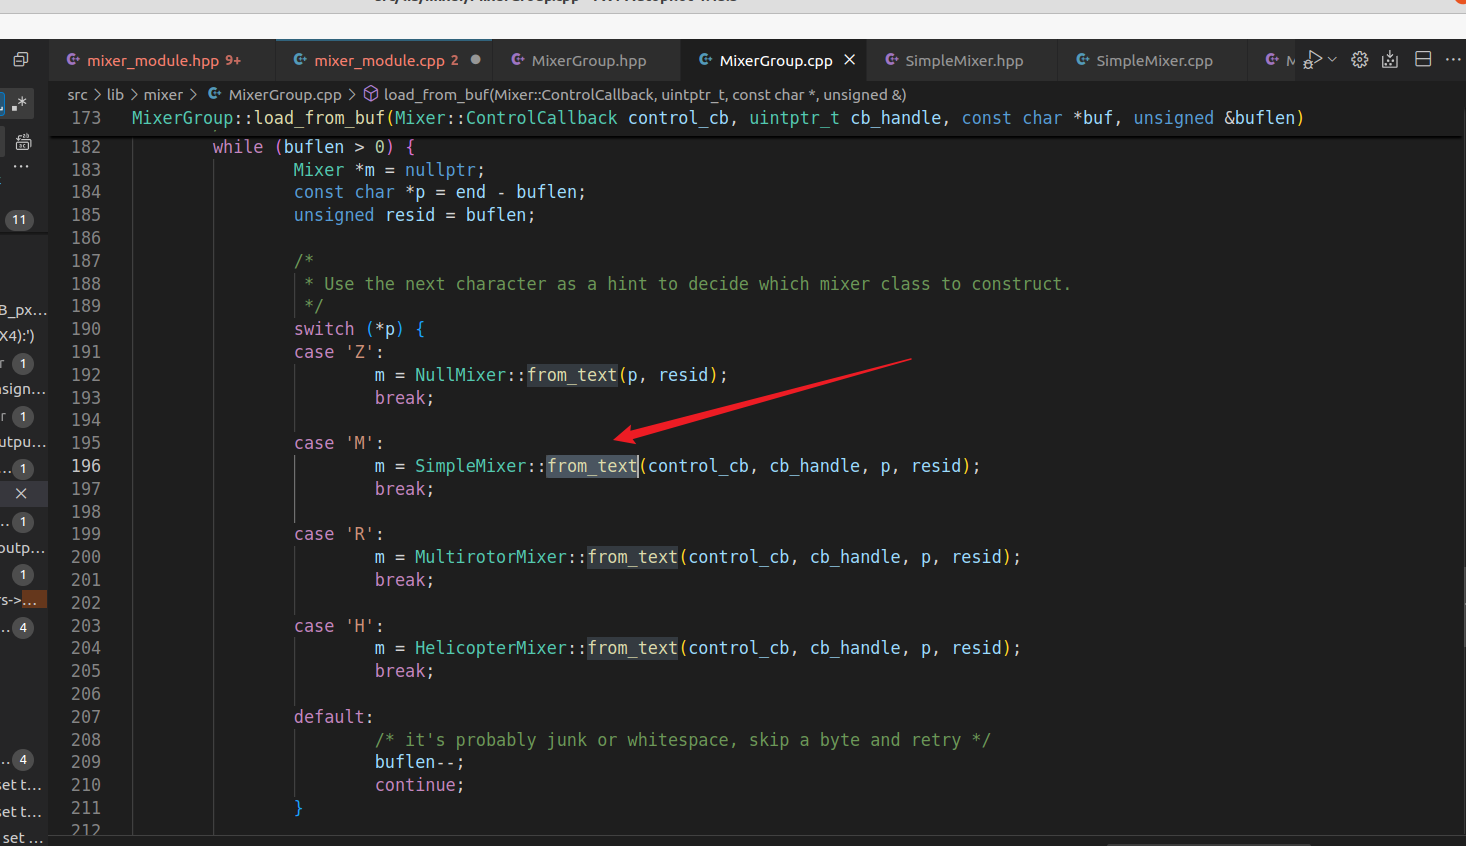 mixer_module.hpp 9+ mixer_module.cpp 2 MixerGroup.hpp MixerGroup.cpp SimpleMixer.hpp SimpleMixer.cpp
src > lib > mixer > MixerGroup.cpp > load_from_buf(Mixer::ControlCallback, uintptr_t, const char *, unsigned &)
173 MixerGroup::load_from_buf(Mixer::ControlCallback control_cb, uintptr_t cb_handle, const char *buf, unsigned &buflen)
182 while (buflen > 0) {
183 Mixer *m = nullptr;
184 const char *p = end - buflen;
185 unsigned resid = buflen;
186
187 /*
188 * Use the next character as a hint to decide which mixer class to construct.
189 */
190 switch (*p) {
191 case 'Z':
192 m = NullMixer::from_text(p, resid);
193 break;
194
195 case 'M':
196 m = SimpleMixer::from_text(control_cb, cb_handle, p, resid);
197 break;
198
199 case 'R':
200 m = MultirotorMixer::from_text(control_cb, cb_handle, p, resid);
201 break;
202
203 case 'H':
204 m = HelicopterMixer::from_text(control_cb, cb_handle, p, resid);
205 break;
206
207 default:
208 /* it's probably junk or whitespace, skip a byte and retry */
209 buflen--;
210 continue;
211 }
212
.*
...
11
B_px...
X4):')
r 1
nsign...
r 1
utpu...
... 1
.. 1
outp...
1
rs->...
.. 4
.. 4
set t...
set t...
set ...